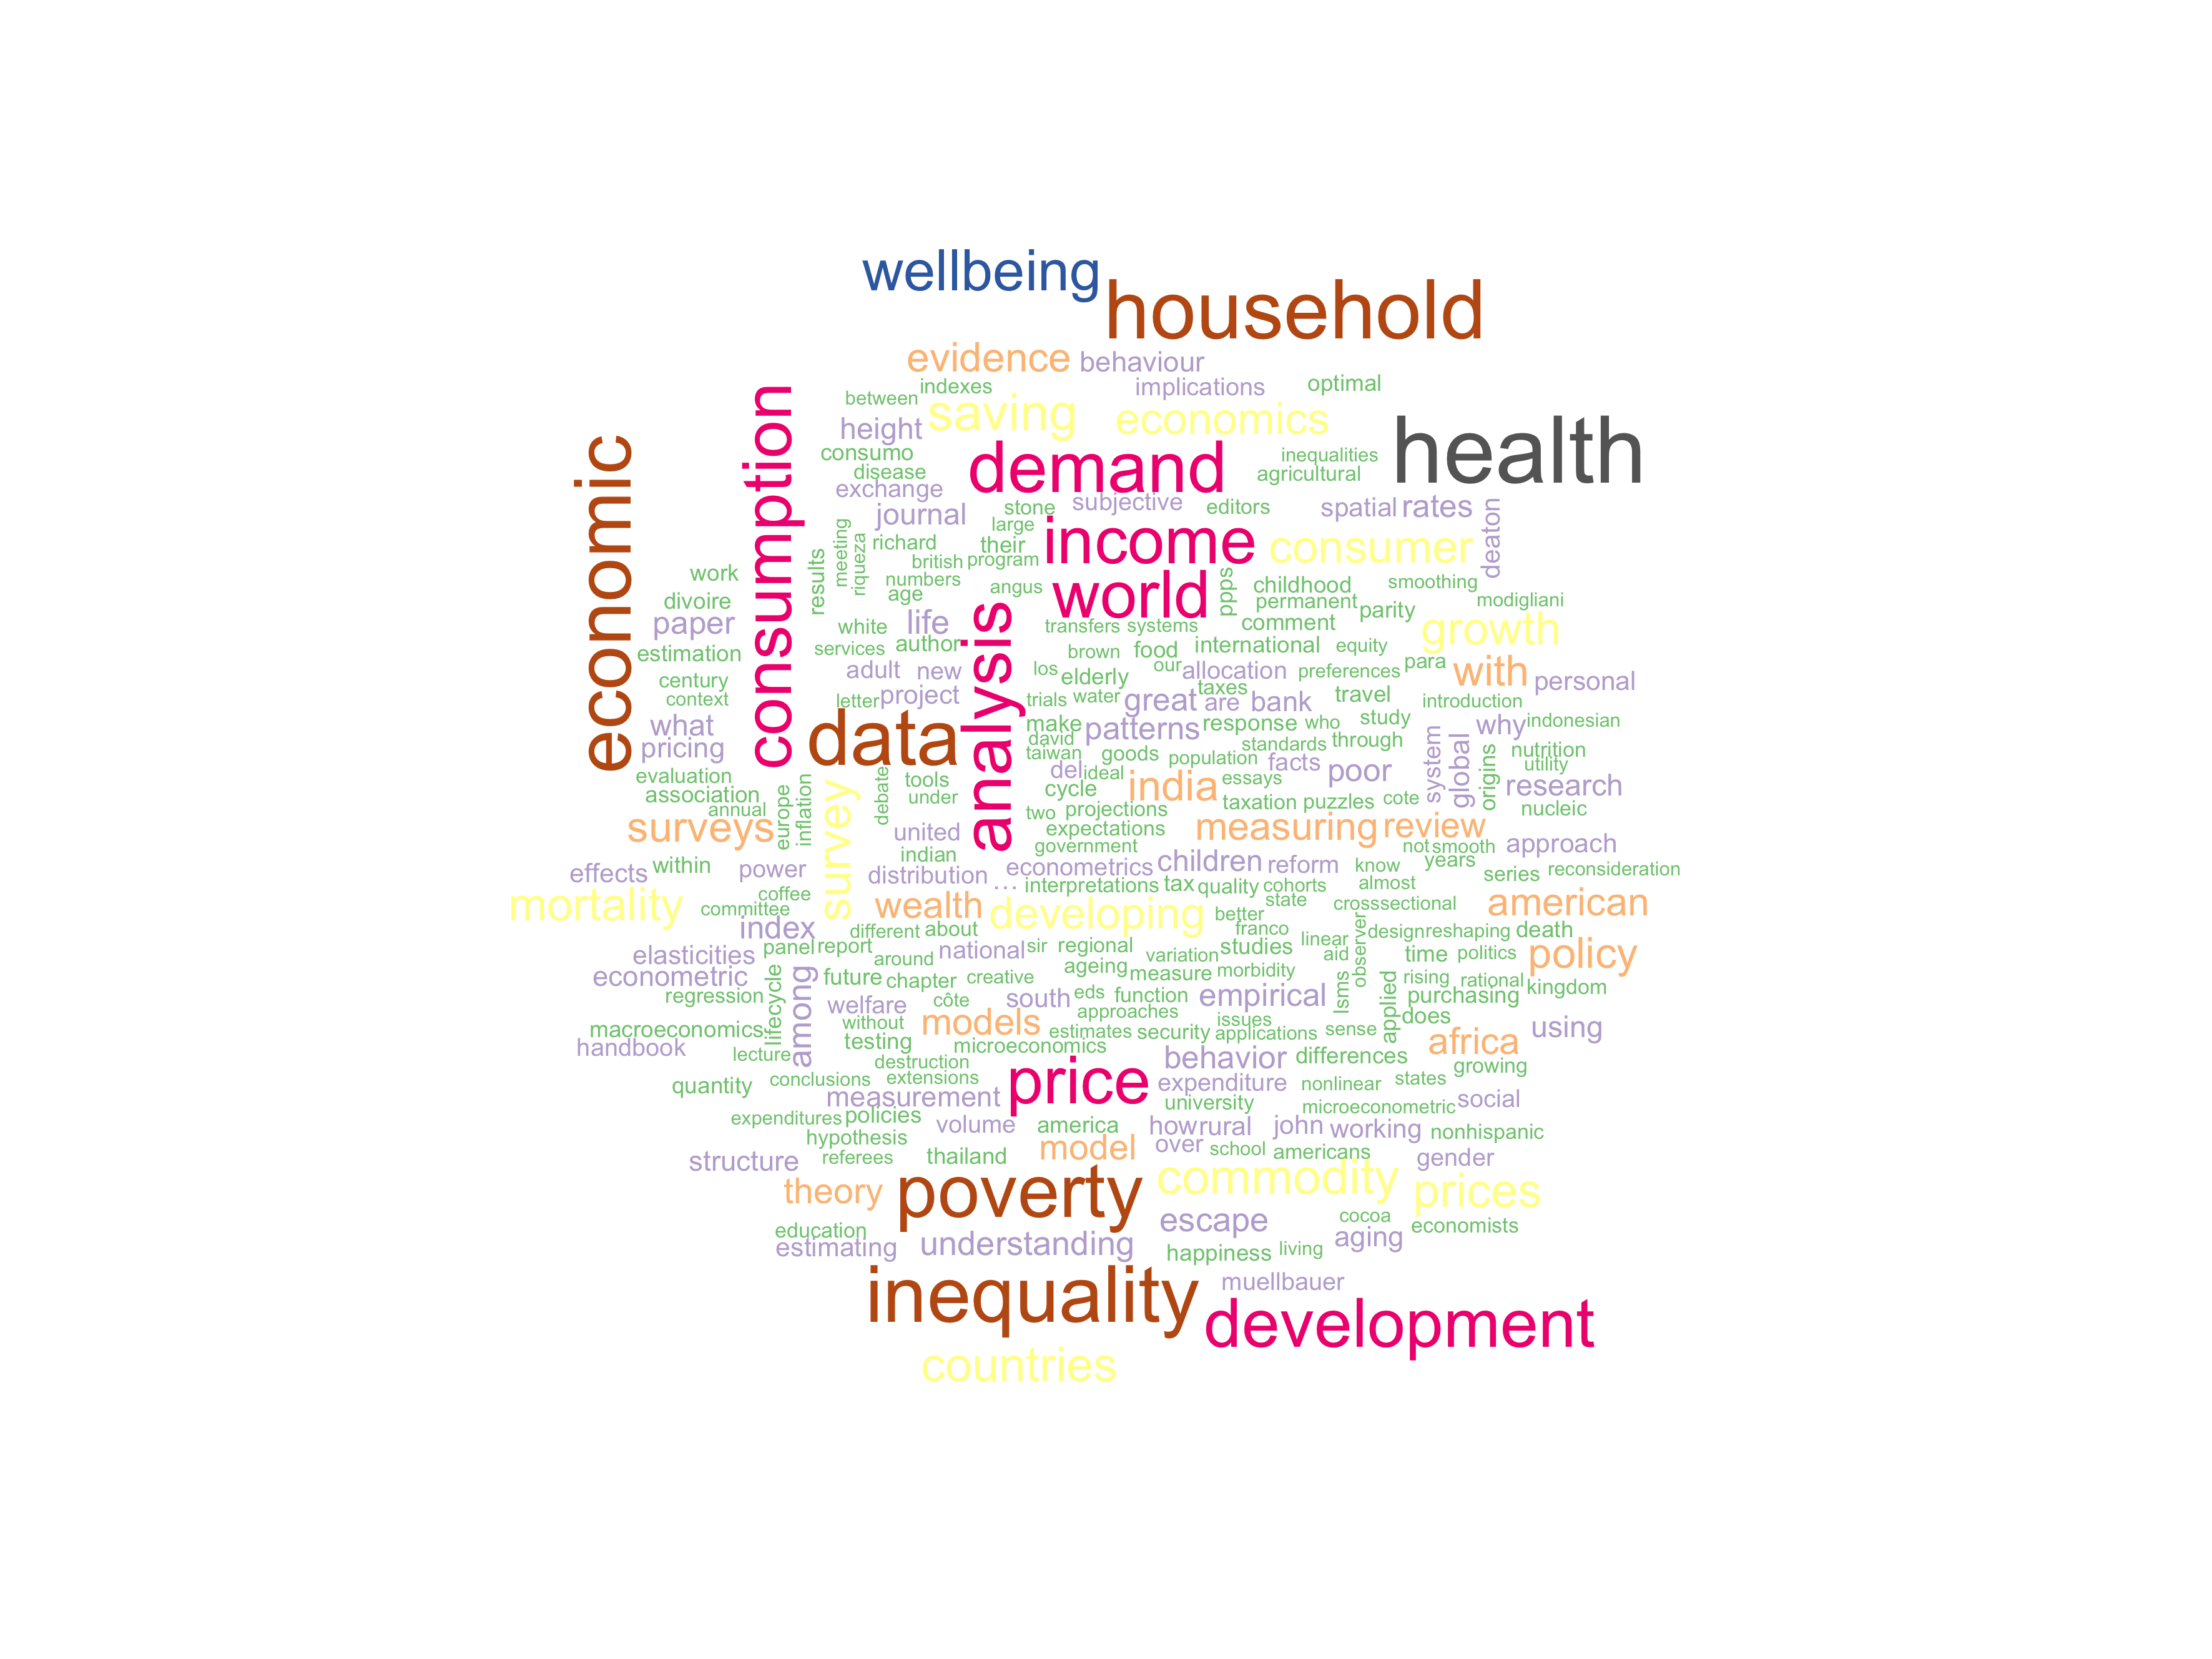 wellbeing
household
evidence
behaviour
indexes
implications
optimal
between
saving
economics
height
health
consumo
demand
inequalities
disease
agricultural
economic
consumption
exchange
subjective
journal
stone
editors
spatial
rates
deaton
large
income
consumer
richard
their
meeting
riqueza
results
british
program
work
numbers
age
angus
world
ppps
childhood
smoothing
divoire
permanent
parity
modigliani
paper
white
life
analysis
transfers
systems
comment
growth
estimation
services
author
brown
food
international
equity
adult
new
los
our
allocation
preferences
para
with
century
elderly
personal
context
letter
project
trials
water
great
taxes
are
bank
travel
introduction
what
data
make
patterns
response
who
study
why
indonesian
pricing
david
taiwan
goods
population
standards
through
system
global
origins
nutrition
utility
evaluation
del
ideal
facts
poor
association
debate
tools
cycle
india
essays
research
annual
europe
inflation
survey
under
two
projections
taxation
puzzles
cote
nucleic
surveys
united
expectations
measuring
review
indian
government
not
smooth
approach
effects
within
power
distribution
econometrics
children
reform
know
years
series
reconsideration
…
interpretations
tax
quality
cohorts
almost
mortality
coffee
committee
wealth
developing
state
crosssectional
american
better
index
different
about
franco
observer
design
reshaping
death
elasticities
panel
report
national
sir
regional
studies
linear
variation
aid
time
politics
policy
around
econometric
future
chapter
creative
ageing
measure
morbidity
rising
rational
regression
lifecycle
among
welfare
côte
south
eds
function
empirical
lsms
applied
purchasing
kingdom
approaches
macroeconomics
without
models
estimates
security
issues
applications
sense
does
using
handbook
lecture
testing
microeconomics
africa
destruction
behavior
differences
growing
quantity
conclusions
extensions
price
expenditure
nonlinear
states
measurement
university
microeconometric
social
expenditures
policies
volume
america
how
rural
john
working
nonhispanic
hypothesis
model
over
school
americans
structure
referees
thailand
gender
theory
poverty
commodity
prices
education
escape
cocoa
economists
estimating
understanding
happiness
living
aging
inequality
muellbauer
development
countries